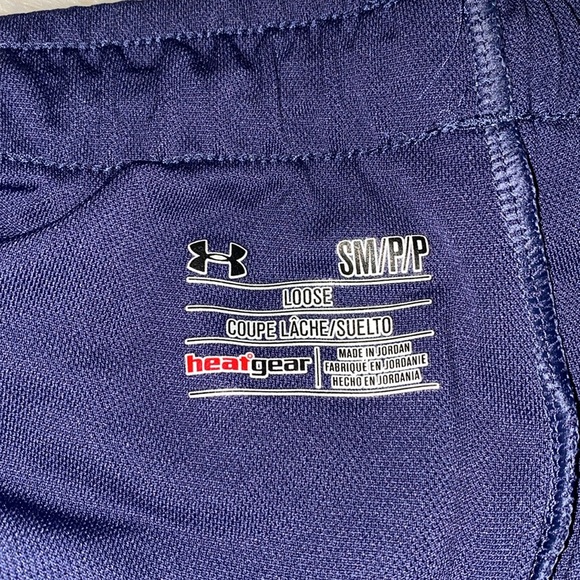 SM/P/P
LOOSE
COUPE LÂCHE/SUELTO
heatgear
MADE IN JORDAN
FABRIQUÉ EN JORDANIE
HECHO EN JORDANIA